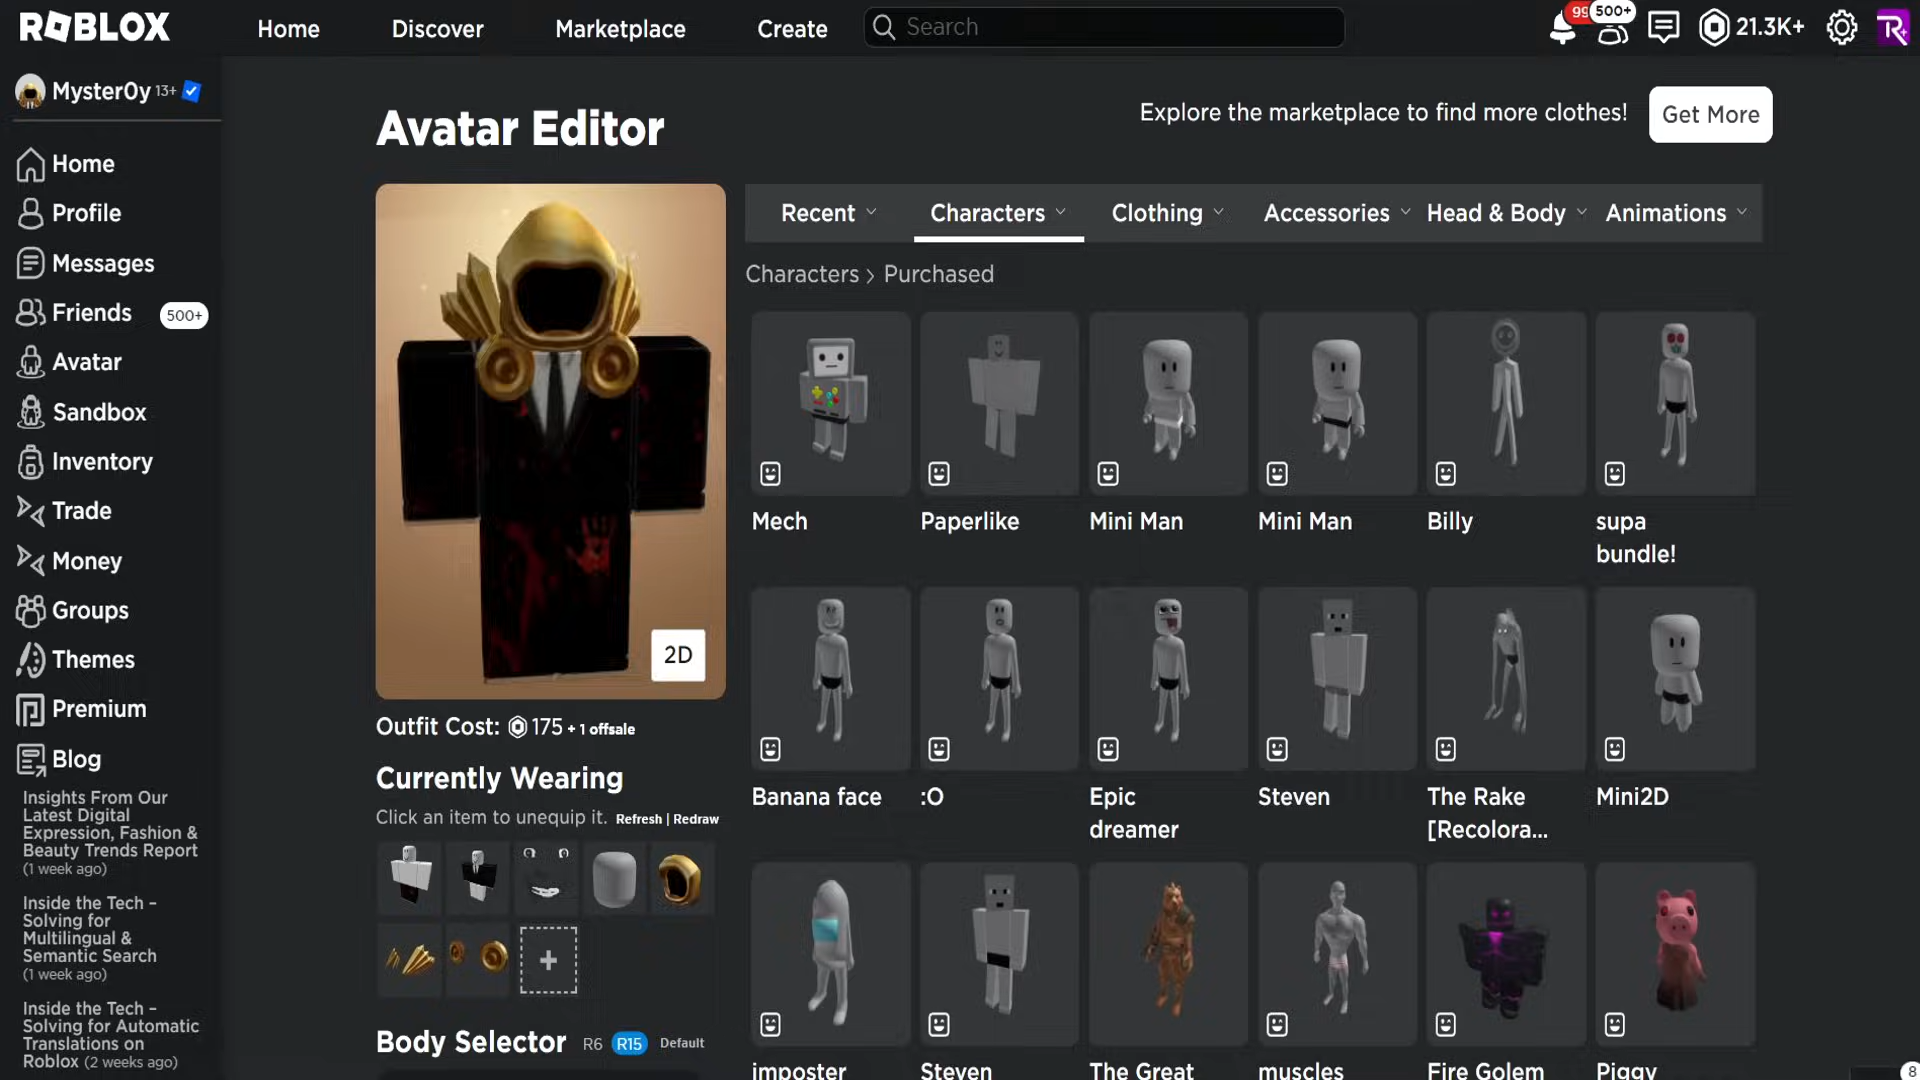 ROBLOX
Home
Discover
Marketplace
Create
Search
99
500+
21.3K+
R+
MysterOy 13+
Home
Profile
Messages
Friends 500+
Avatar
Sandbox
Inventory
Trade
Money
Groups
Themes
Premium
Blog
Insights From Our
Latest Digital
Expression, Fashion &
Beauty Trends Report
(1 week ago)
Inside the Tech –
Solving for
Multilingual &
Semantic Search
(1 week ago)
Inside the Tech –
Solving for Automatic
Translations on
Roblox (2 weeks ago)
Avatar Editor
Explore the marketplace to find more clothes!
Get More
2D
Outfit Cost: 175 + 1 offsale
Currently Wearing
Click an item to unequip it. Refresh | Redraw
+
Body Selector R6 R15 Default
Recent
Characters
Clothing
Accessories
Head & Body
Animations
Characters > Purchased
Mech
Paperlike
Mini Man
Mini Man
Billy
supa
bundle!
Banana face
:O
Epic
dreamer
Steven
The Rake
[Recolora...
Mini2D
imposter
Steven
The Great
muscles
Fire Golem
Piggy
8